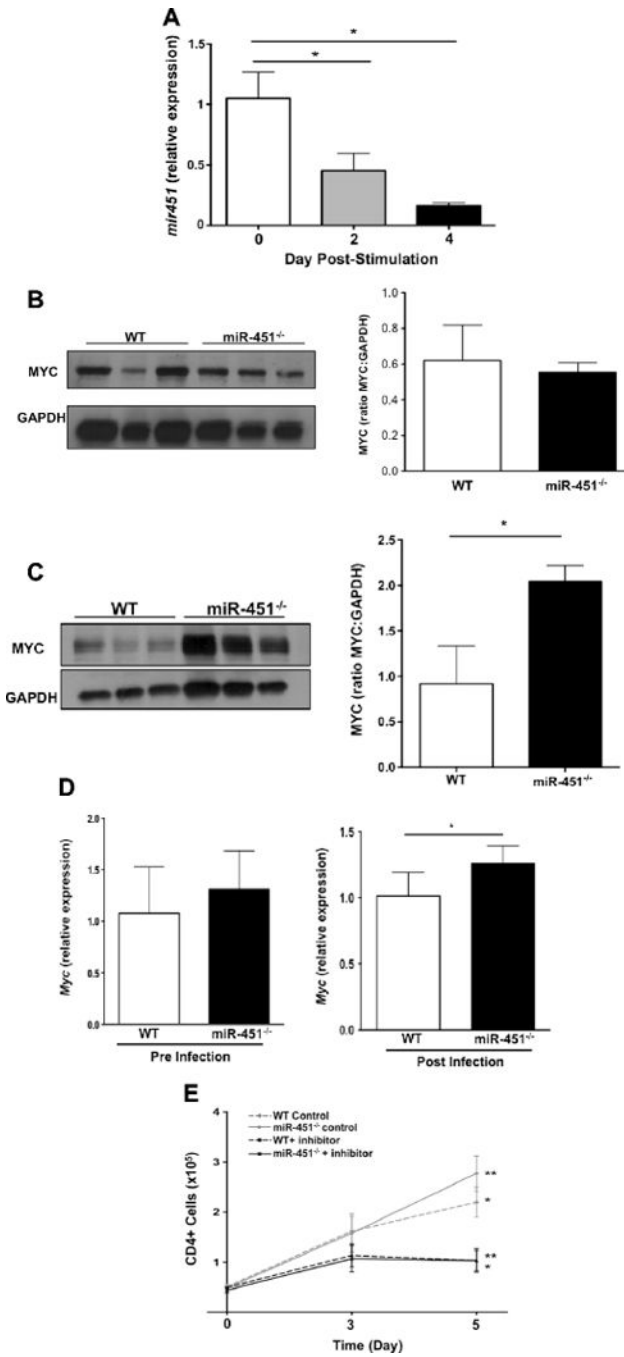 A
* 
*
mir451 (relative expression)
1
0.5
0
0 2 4
Day Post-Stimulation
B
WT miR-451-/-
MYC
GAPDH
MYC (ratio MYC:GAPDH)
1.0
0.8
0.6
0.4
0.2
0.0
WT miR-451-/-
C
WT miR-451-/-
MYC
GAPDH
*
MYC (ratio MYC:GAPDH)
2.5
2.0
1.5
1.0
0.5
0.0
WT miR-451-/-
D
Myc (relative expression)
2.0
1.5
1.0
0.5
0.0
WT miR-451-/-
Pre Infection
*
Myc (relative expression)
1.5
1.0
0.5
0.0
WT miR-451-/-
Post Infection
E
WT Control
miR-451-/- control
WT+ inhibitor
miR-451-/- + inhibitor
CD4+ Cells (x10⁵)
4
3
2
1
**
*
**
*
0 3 5
Time (Day)